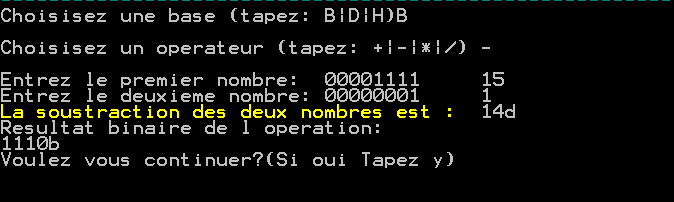 Choisisez une base (tapez: B|D|H)B
Choisisez un operateur (tapez: +|-|*|/) -
Entrez le premier nombre: 00001111 15
Entrez le deuxieme nombre: 00000001 1
La soustraction des deux nombres est : 14d
Resultat binaire de l operation:
1110b
Voulez vous continuer?(Si oui Tapez y)